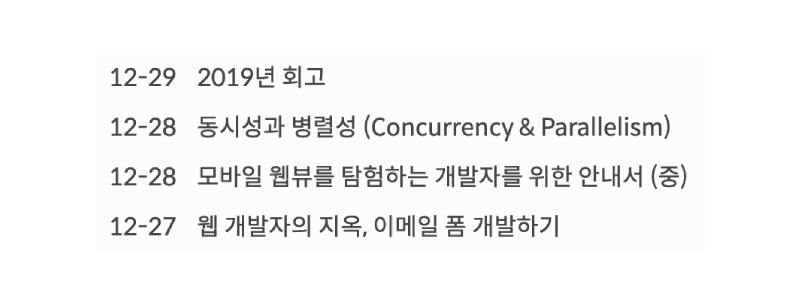 12-29 2019년 회고
12-28 동시성과 병렬성 (Concurrency & Parallelism)
12-28 모바일 웹뷰를 탐험하는 개발자를 위한 안내서 (중)
12-27 웹 개발자의 지옥, 이메일 폼 개발하기